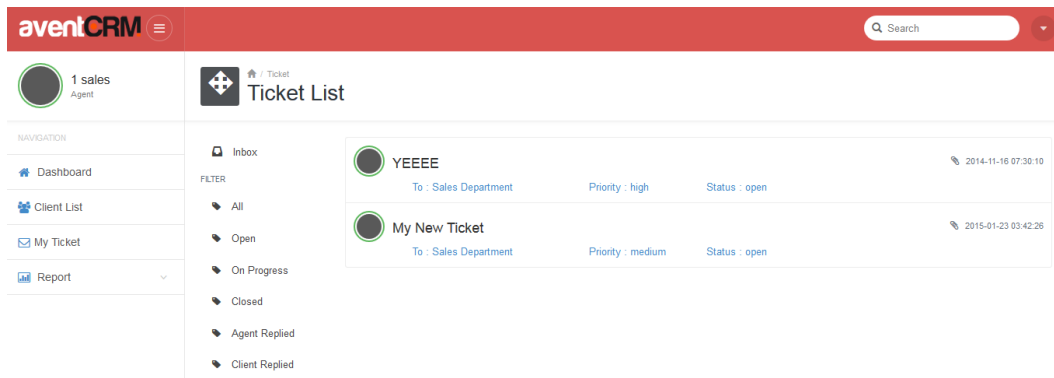 aventCRM
Search
1 sales
Agent
/ Ticket
Ticket List
NAVIGATION
Dashboard
Client List
My Ticket
Report
Inbox
FILTER
All
Open
On Progress
Closed
Agent Replied
Client Replied
YEEEE
2014-11-16 07:30:10
To : Sales Department Priority : high Status : open
My New Ticket
2015-01-23 03:42:26
To : Sales Department Priority : medium Status : open